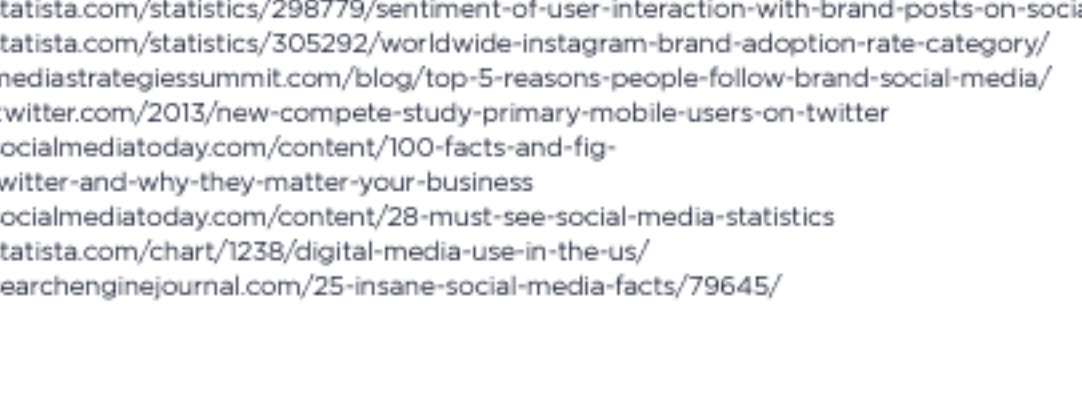 tatista.com/statistics/298779/sentiment-of-user-interaction-with-brand-posts-on-socia
tatista.com/statistics/305292/worldwide-instagram-brand-adoption-rate-category/
mediastrategiessummit.com/blog/top-5-reasons-people-follow-brand-social-media/
twitter.com/2013/new-compete-study-primary-mobile-users-on-twitter
ocialmediatoday.com/content/100-facts-and-fig-
witter-and-why-they-matter-your-business
ocialmediatoday.com/content/28-must-see-social-media-statistics
tatista.com/chart/1238/digital-media-use-in-the-us/
earchenginejournal.com/25-insane-social-media-facts/79645/